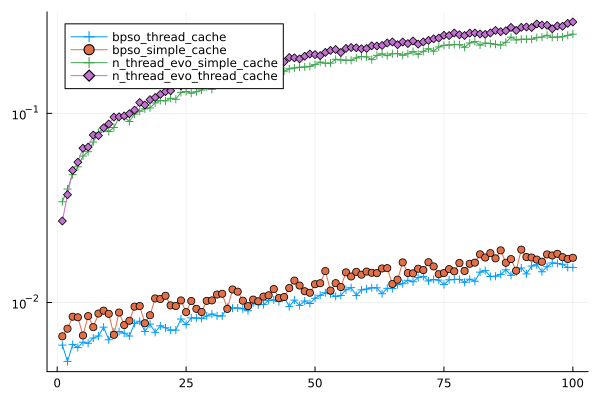 bpso_thread_cache
bpso_simple_cache
n_thread_evo_simple_cache
n_thread_evo_thread_cache
10⁻¹
10⁻²
0 25 50 75 100